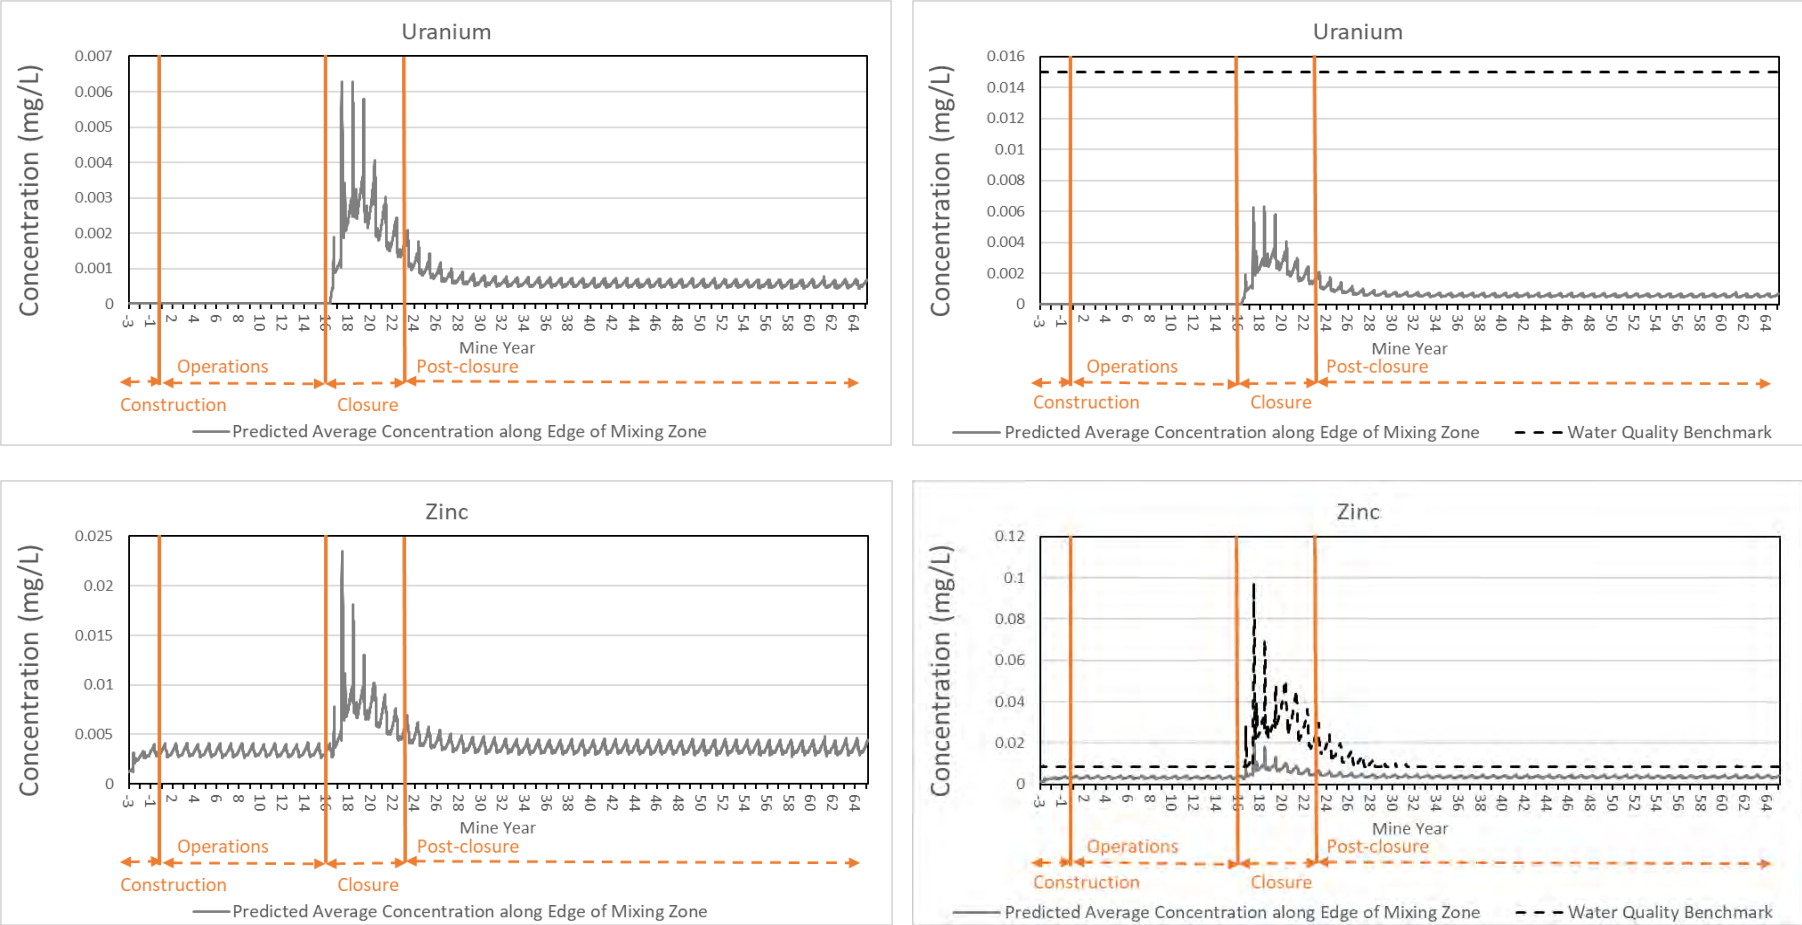 Uranium
Concentration (mg/L)
0.007
0.006
0.005
0.004
0.003
0.002
0.001
0
-3 -1 2 4 6 8 10 12 14 16 18 20 22 24 26 28 30 32 34 36 38 40 42 44 46 48 50 52 54 56 58 60 62 64
Mine Year
Operations
Post-closure
Construction
Closure
Predicted Average Concentration along Edge of Mixing Zone
Uranium
Concentration (mg/L)
0.016
0.014
0.012
0.01
0.008
0.006
0.004
0.002
0
-3 -1 2 4 6 8 10 12 14 16 18 20 22 24 26 28 30 32 34 36 38 40 42 44 46 48 50 52 54 56 58 60 62 64
Mine Year
Operations
Post-closure
Construction
Closure
Predicted Average Concentration along Edge of Mixing Zone Water Quality Benchmark
Zinc
Concentration (mg/L)
0.025
0.02
0.015
0.01
0.005
0
-3 -1 2 4 6 8 10 12 14 16 18 20 22 24 26 28 30 32 34 36 38 40 42 44 46 48 50 52 54 56 58 60 62 64
Mine Year
Operations
Post-closure
Construction
Closure
Predicted Average Concentration along Edge of Mixing Zone
Zinc
Concentration (mg/L)
0.12
0.1
0.08
0.06
0.04
0.02
0
-3 -1 2 4 6 8 10 12 14 16 18 20 22 24 26 28 30 32 34 36 38 40 42 44 46 48 50 52 54 56 58 60 62 64
Mine Year
Operations
Post-closure
Construction
Closure
Predicted Average Concentration along Edge of Mixing Zone Water Quality Benchmark